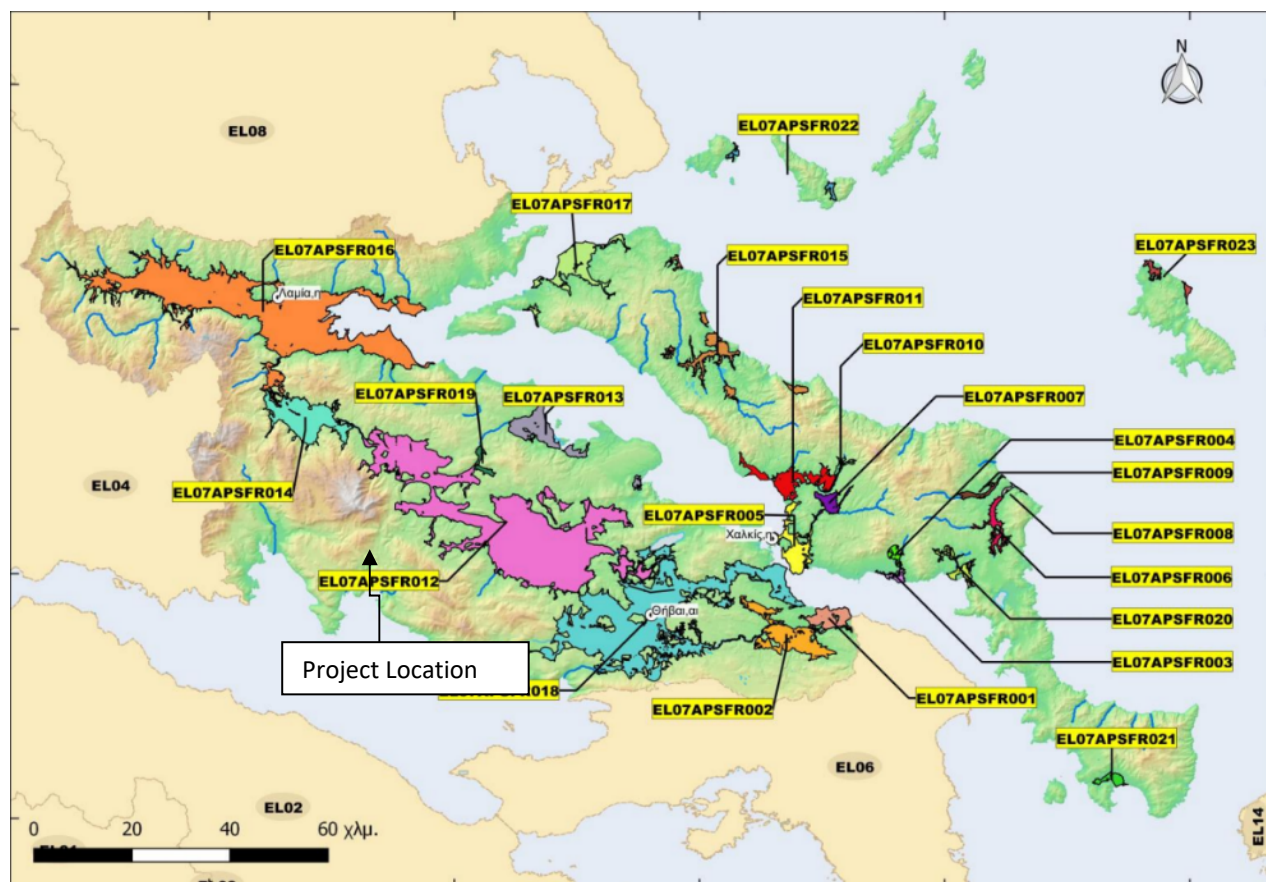 N
EL08
EL07APSFR022
EL07APSFR017
EL07APSFR016
EL07APSFR015
EL07APSFR023
Λαμία,η
EL07APSFR011
EL07APSFR010
EL07APSFR019
EL07APSFR013
EL07APSFR007
EL07APSFR004
EL07APSFR009
EL04
EL07APSFR014
EL07APSFR005
Χαλκίς,η
EL07APSFR008
EL07APSFR012
EL07APSFR006
Θήβαι,αι
EL07APSFR020
Project Location
EL07APSFR003
018
EL07APSFR002
EL07APSFR001
EL07APSFR021
EL06
EL02
EL14
0 20 40 60 χλμ.